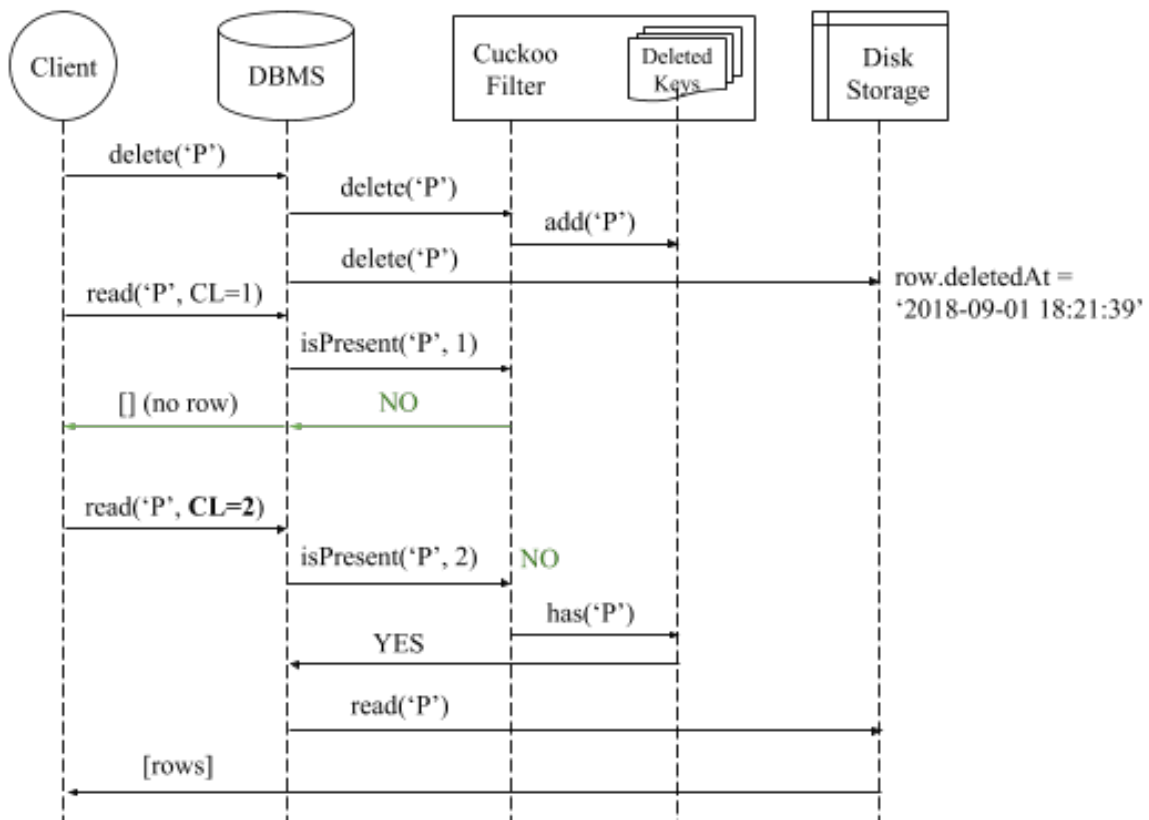 Client
DBMS
Cuckoo
Filter
Deleted
Keys
Disk
Storage
delete(‘P’)
delete(‘P’)
add(‘P’)
delete(‘P’)
row.deletedAt =
‘2018-09-01 18:21:39’
read(‘P’, CL=1)
isPresent(‘P’, 1)
[] (no row)
NO
read(‘P’, CL=2)
isPresent(‘P’, 2)
NO
has(‘P’)
YES
read(‘P’)
[rows]